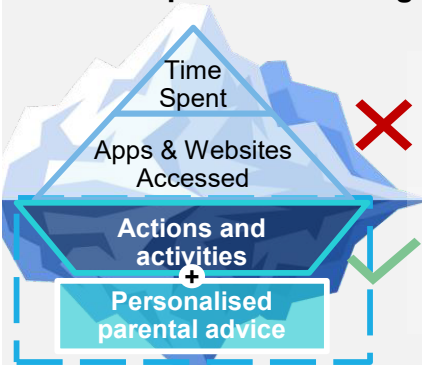 Time
Spent
Apps & Websites
Accessed
Actions and
activities
+
Personalised
parental advice